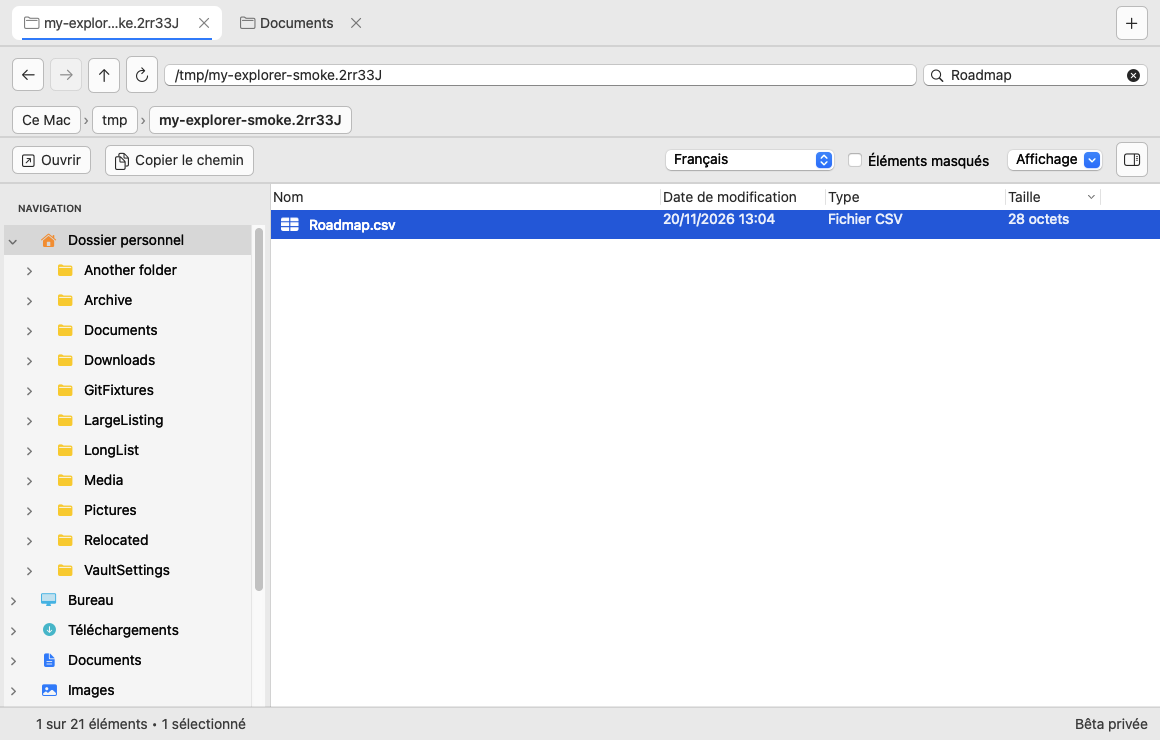 my-explor...ke.2rr33J
Documents
/tmp/my-explorer-smoke.2rr33J
Roadmap
Ce Mac
tmp
my-explorer-smoke.2rr33J
Ouvrir
Copier le chemin
Français
Éléments masqués
Affichage
NAVIGATION
Dossier personnel
Another folder
Archive
Documents
Downloads
GitFixtures
LargeListing
LongList
Media
Pictures
Relocated
VaultSettings
Bureau
Téléchargements
Documents
Images
Nom
Date de modification
Type
Taille
Roadmap.csv
20/11/2026 13:04
Fichier CSV
28 octets
1 sur 21 éléments • 1 sélectionné
Bêta privée